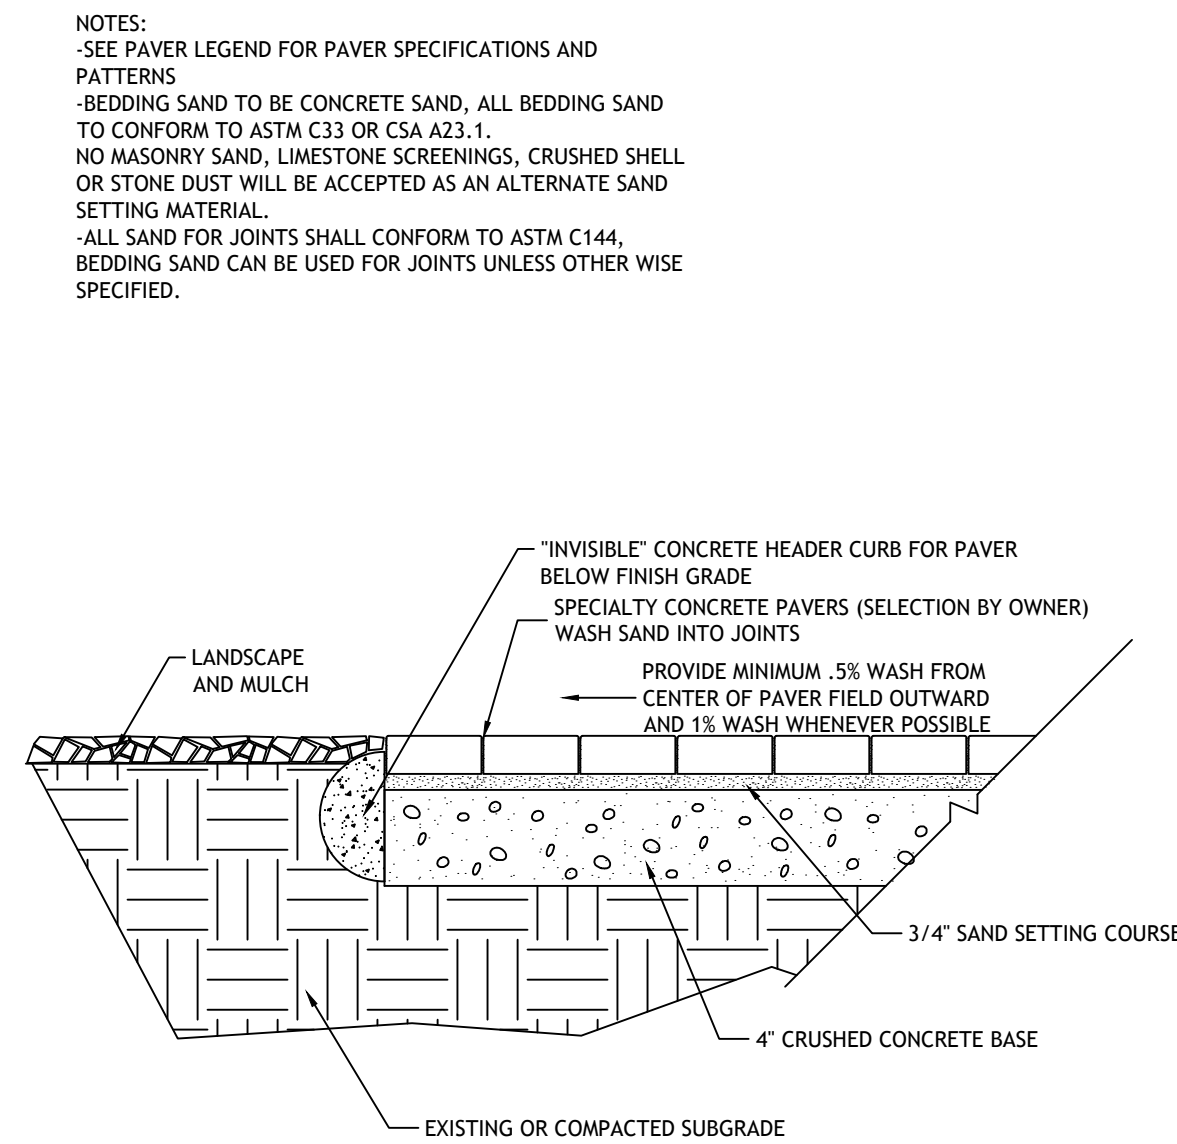 NOTES:
-SEE PAVER LEGEND FOR PAVER SPECIFICATIONS AND
PATTERNS
-BEDDING SAND TO BE CONCRETE SAND, ALL BEDDING SAND
TO CONFORM TO ASTM C33 OR CSA A23.1.
NO MASONRY SAND, LIMESTONE SCREENINGS, CRUSHED SHELL
OR STONE DUST WILL BE ACCEPTED AS AN ALTERNATE SAND
SETTING MATERIAL.
-ALL SAND FOR JOINTS SHALL CONFORM TO ASTM C144,
BEDDING SAND CAN BE USED FOR JOINTS UNLESS OTHER WISE
SPECIFIED.
"INVISIBLE" CONCRETE HEADER CURB FOR PAVER
BELOW FINISH GRADE
SPECIALTY CONCRETE PAVERS (SELECTION BY OWNER)
WASH SAND INTO JOINTS
LANDSCAPE
AND MULCH
PROVIDE MINIMUM .5% WASH FROM
CENTER OF PAVER FIELD OUTWARD
AND 1% WASH WHENEVER POSSIBLE
3/4" SAND SETTING COURSE
4" CRUSHED CONCRETE BASE
EXISTING OR COMPACTED SUBGRADE